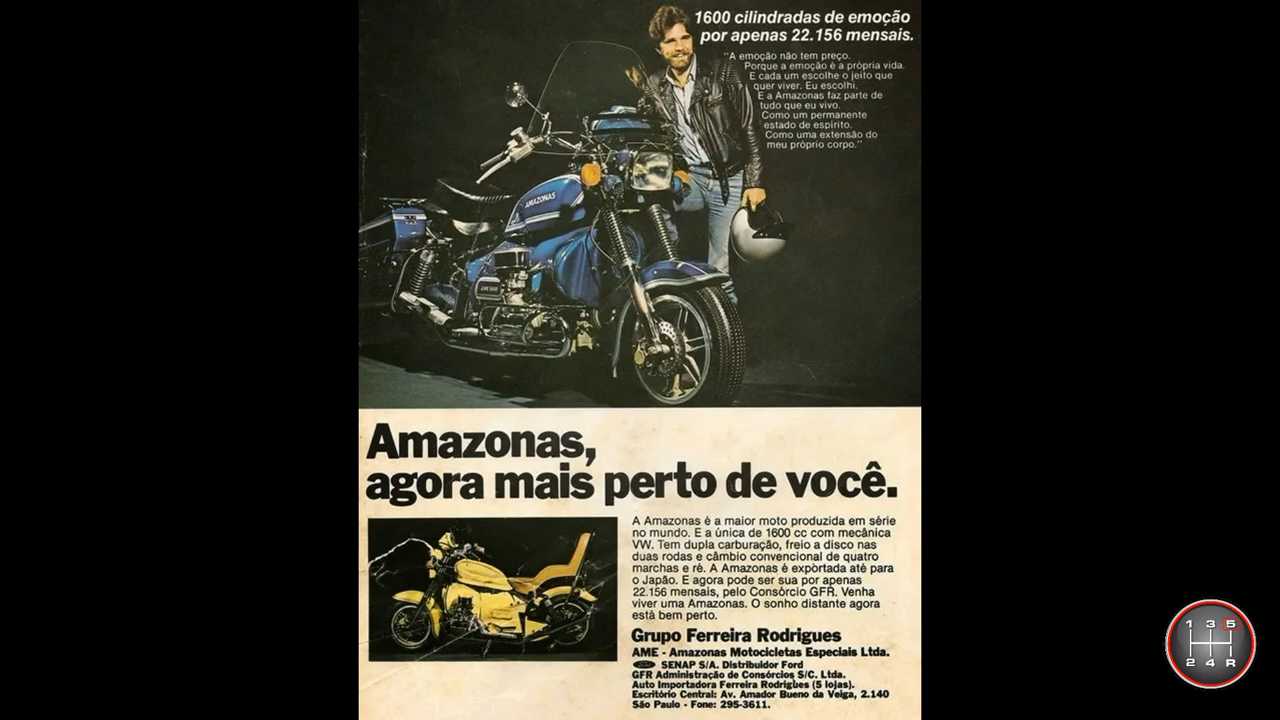 1600 cilindradas de emoção
por apenas 22.156 mensais.
"A emoção não tem preço.
Porque a emoção é a própria vida.
E cada um escolhe o jeito que
quer viver. Eu escolhi.
E a Amazonas faz parte de
tudo que eu vivo.
Como um permanente
estado de espírito.
Como uma extensão do
meu próprio corpo."
AMAZONAS
AME 1600
Amazonas,
agora mais perto de você.
A Amazonas é a maior moto produzida em série
no mundo. E a única de 1600 cc com mecânica
VW. Tem dupla carburação, freio a disco nas
duas rodas e câmbio convencional de quatro
marchas e ré. A Amazonas é exportada até para
o Japão. E agora pode ser sua por apenas
22.156 mensais, pelo Consórcio GFR. Venha
viver uma Amazonas. O sonho distante agora
está bem perto.
Grupo Ferreira Rodrigues
AME - Amazonas Motocicletas Especiais Ltda.
SENAP S/A. Distribuidor Ford
GFR Administração de Consórcios S/C. Ltda.
Auto Importadora Ferreira Rodrigues (5 lojas).
Escritório Central: Av. Amador Bueno da Veiga, 2.140
São Paulo - Fone: 295-3611.
1 3 5
2 4 R